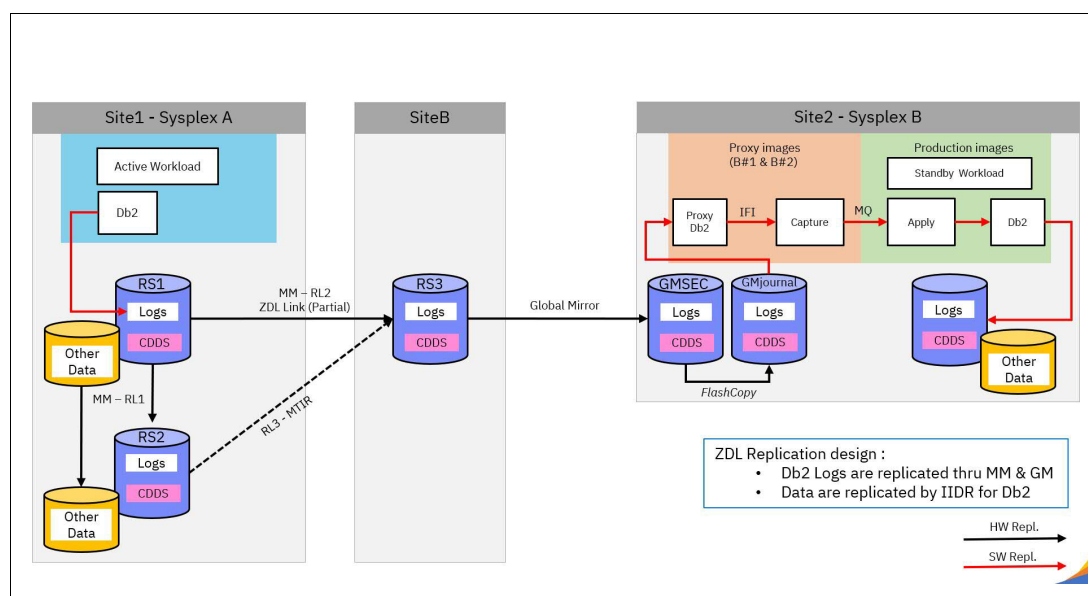 Site1 - Sysplex A
SiteB
Site2 - Sysplex B
Active Workload
Db2
Proxy images
(B#1 & B#2)
Production images
Standby Workload
Proxy
Db2
IFI
Capture
MQ
Apply
Db2
RS1
Logs
CDDS
Other
Data
MM – RL1
RS2
Logs
CDDS
Other
Data
MM – RL2
ZDL Link (Partial)
RL3 - MTIR
RS3
Logs
CDDS
Global Mirror
GMSEC
Logs
CDDS
GMjournal
Logs
CDDS
FlashCopy
Logs
CDDS
Other
Data
ZDL Replication design :
• Db2 Logs are replicated thru MM & GM
• Data are replicated by IIDR for Db2
HW Repl.
SW Repl.